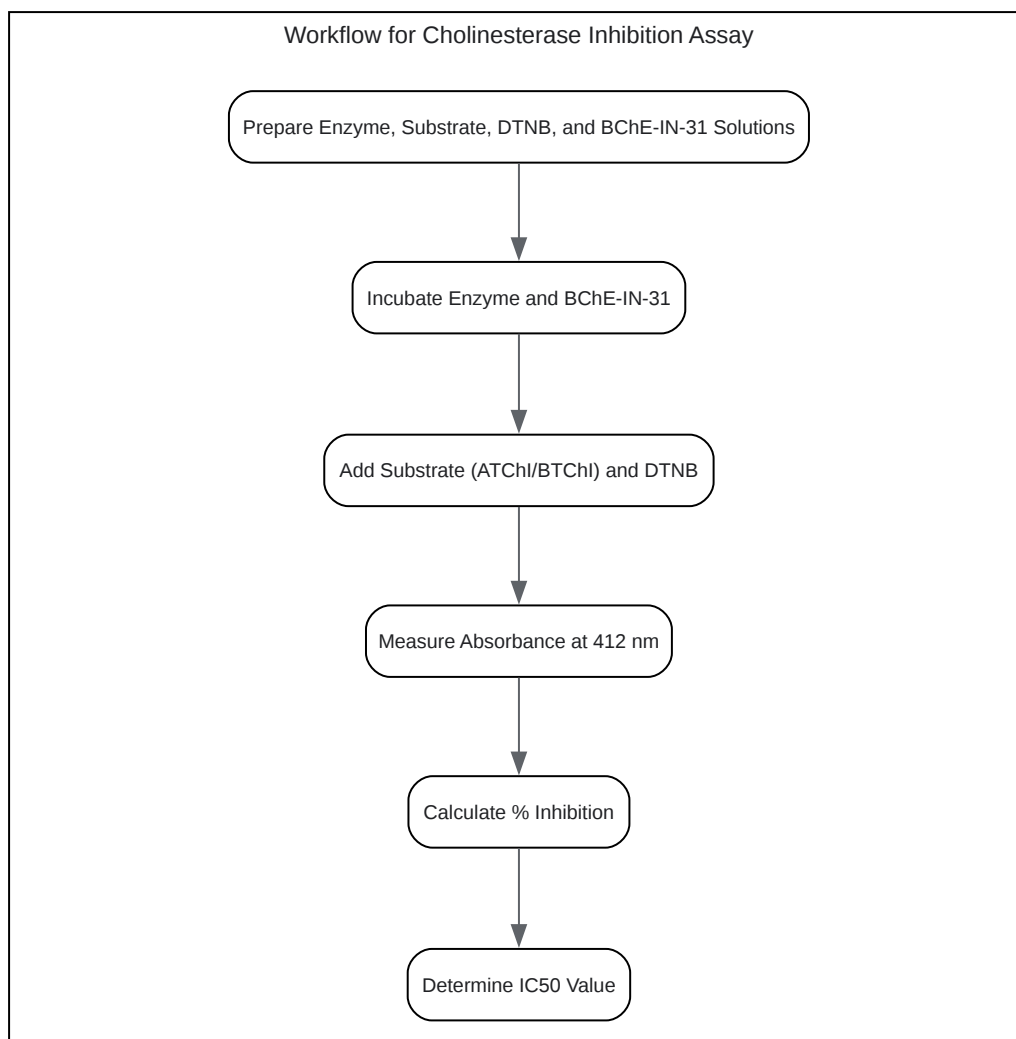 Workflow for Cholinesterase Inhibition Assay
Prepare Enzyme, Substrate, DTNB, and BChE-IN-31 Solutions
Incubate Enzyme and BChE-IN-31
Add Substrate (ATChI/BTChI) and DTNB
Measure Absorbance at 412 nm
Calculate % Inhibition
Determine IC50 Value